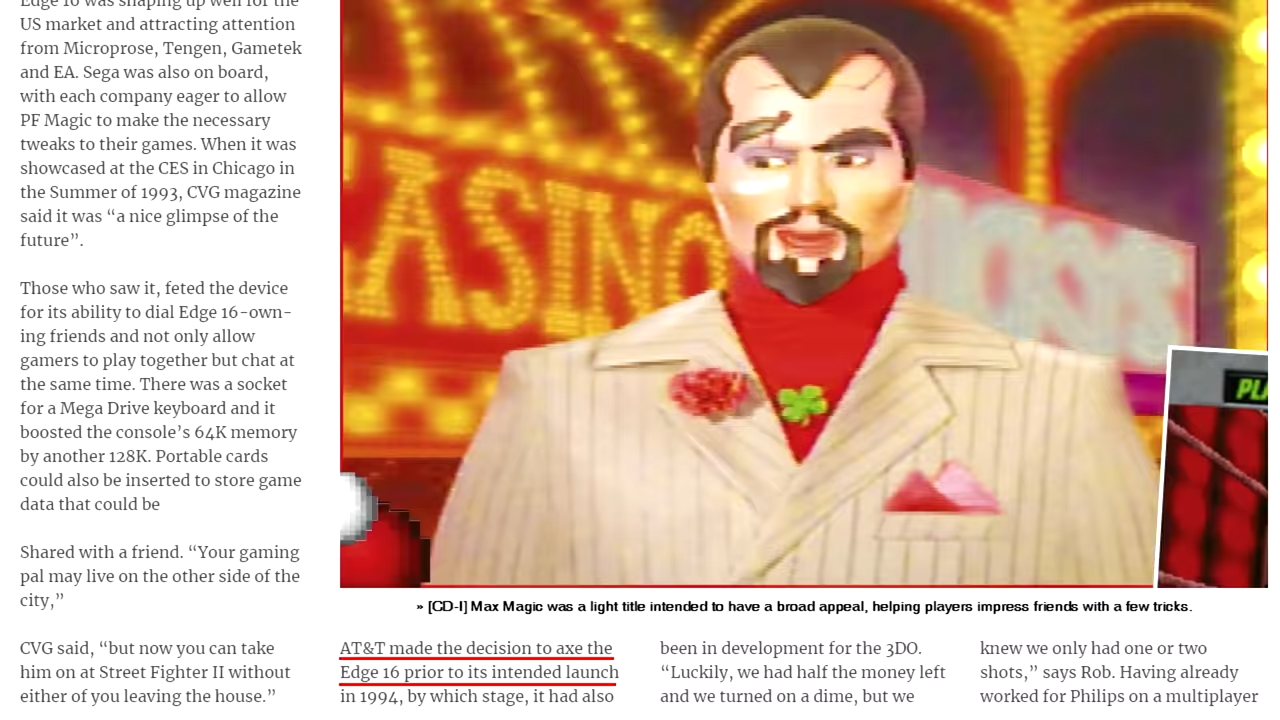 Edge 16 was shaping up well for the
US market and attracting attention
from Microprose, Tengen, Gametek
and EA. Sega was also on board,
with each company eager to allow
PF Magic to make the necessary
tweaks to their games. When it was
showcased at the CES in Chicago in
the Summer of 1993, CVG magazine
said it was “a nice glimpse of the
future”.
Those who saw it, feted the device
for its ability to dial Edge 16-own-
ing friends and not only allow
gamers to play together but chat at
the same time. There was a socket
for a Mega Drive keyboard and it
boosted the console’s 64K memory
by another 128K. Portable cards
could also be inserted to store game
data that could be
Shared with a friend. “Your gaming
pal may live on the other side of the
city,”
CVG said, “but now you can take
him on at Street Fighter II without
either of you leaving the house.”
ASINO
PLA
» [CD-I] Max Magic was a light title intended to have a broad appeal, helping players impress friends with a few tricks.
AT&T made the decision to axe the
Edge 16 prior to its intended launch
in 1994, by which stage, it had also
been in development for the 3DO.
“Luckily, we had half the money left
and we turned on a dime, but we
knew we only had one or two
shots,” says Rob. Having already
worked for Philips on a multiplayer